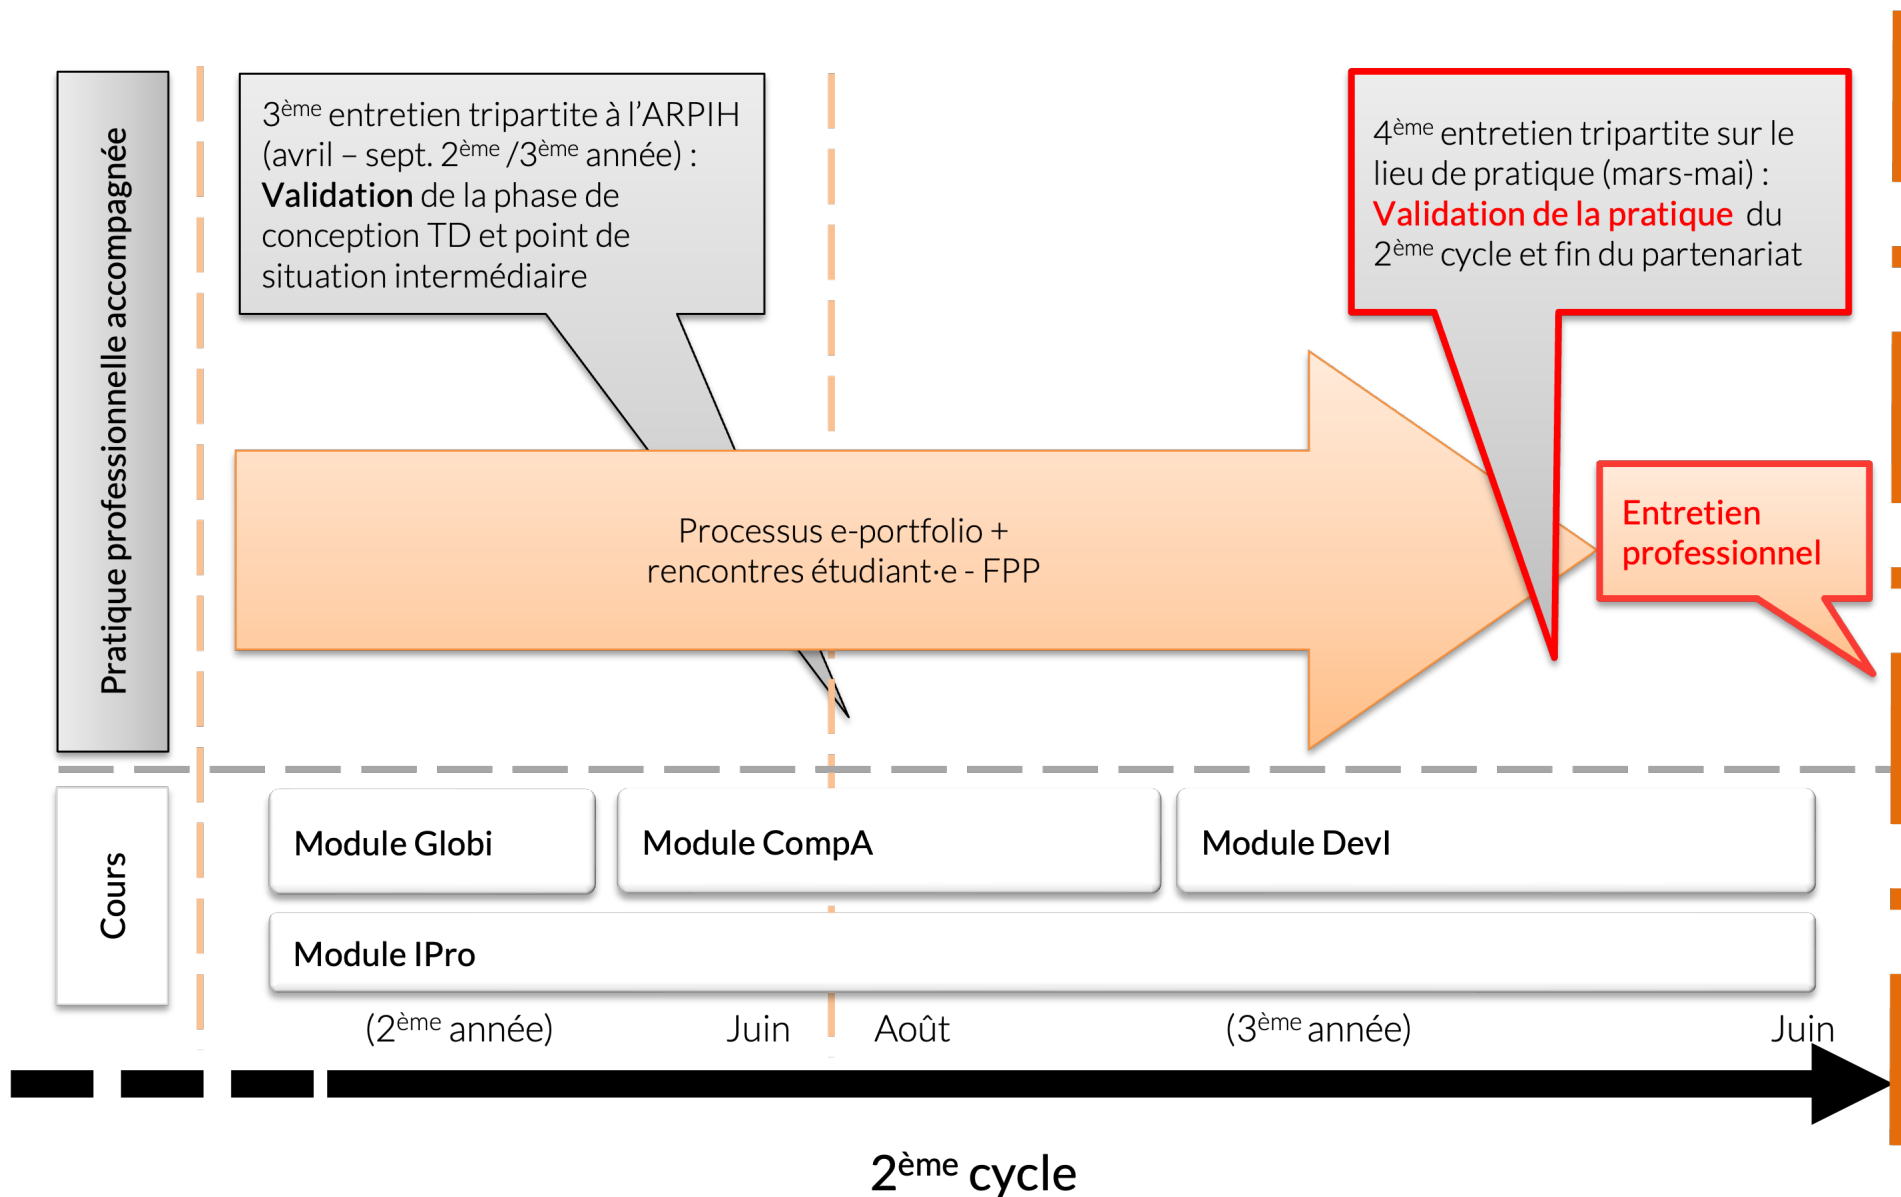 Pratique professionnelle accompagnée
3ème entretien tripartite à l'ARPIH
(avril – sept. 2ème /3ème année) :
Validation de la phase de
conception TD et point de
situation intermédiaire
4ème entretien tripartite sur le
lieu de pratique (mars-mai) :
Validation de la pratique du
2ème cycle et fin du partenariat
Processus e-portfolio +
rencontres étudiant·e - FPP
Entretien
professionnel
Cours
Module Globi
Module CompA
Module DevI
Module IPro
(2ème année) Juin Août (3ème année) Juin
2ème cycle